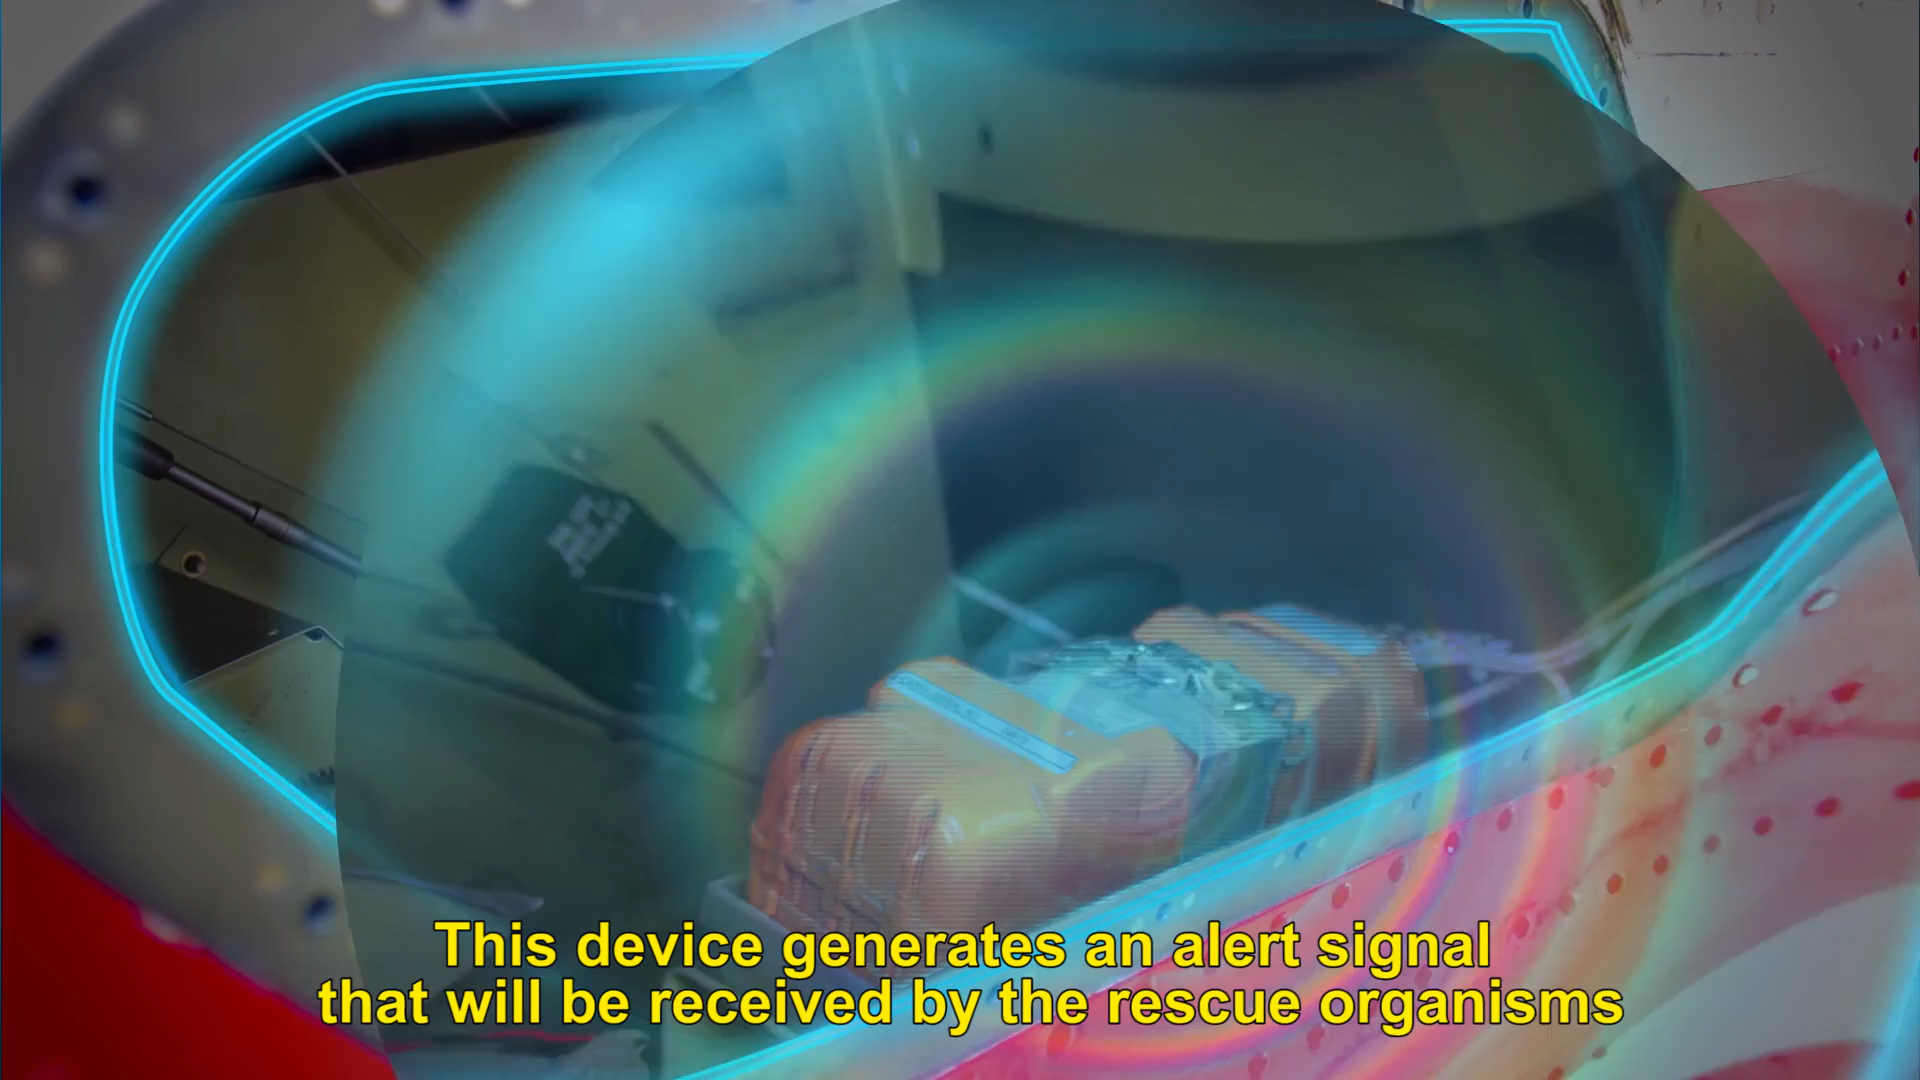 This device generates an alert signal
that will be received by the rescue organisms